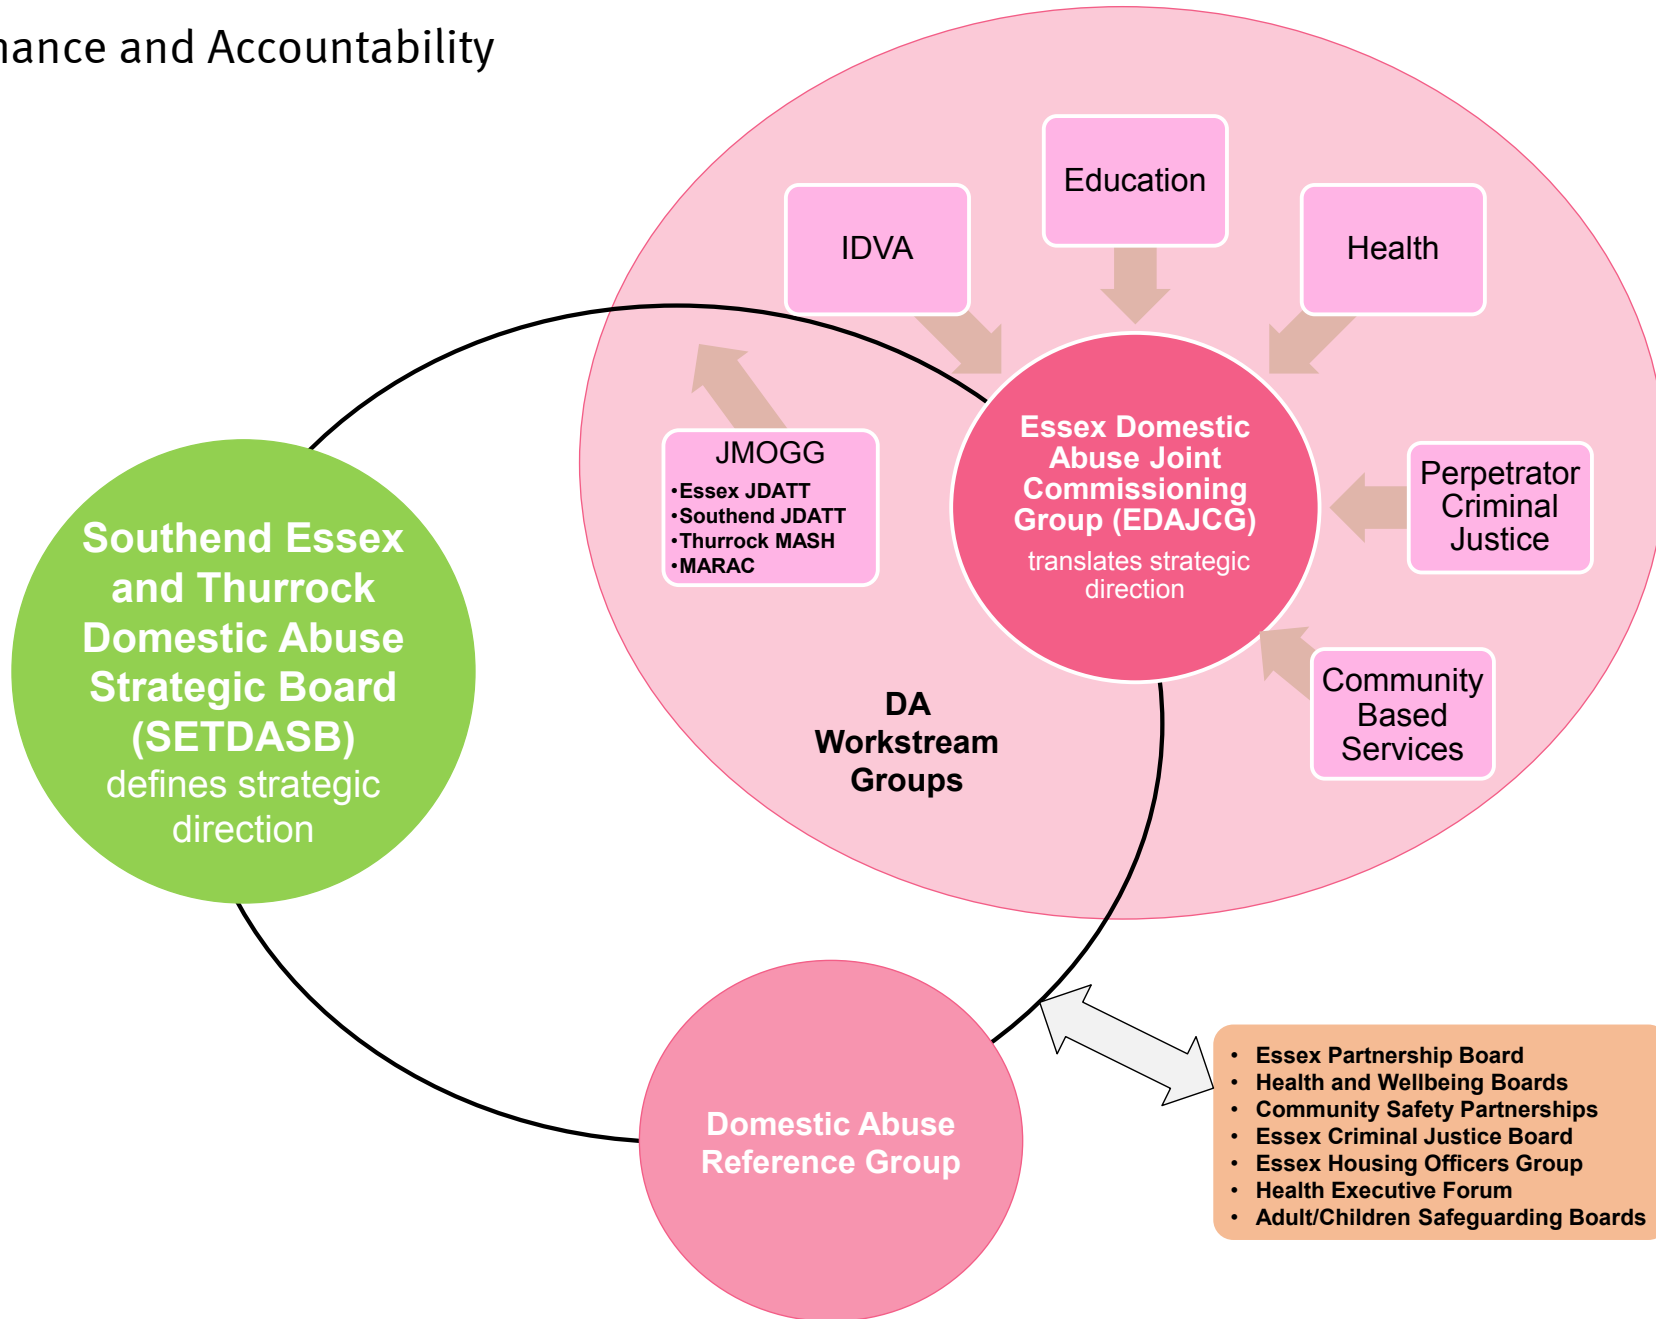 nance and Accountability
Education
IDVA
Health
JMOGG
•Essex JDATT
•Southend JDATT
•Thurrock MASH
•MARAC
Essex Domestic
Abuse Joint
Commissioning
Group (EDAJCG)
translates strategic
direction
Perpetrator
Criminal
Justice
Community
Based
Services
DA
Workstream
Groups
Southend Essex
and Thurrock
Domestic Abuse
Strategic Board
(SETDASB)
defines strategic
direction
Domestic Abuse
Reference Group
• Essex Partnership Board
• Health and Wellbeing Boards
• Community Safety Partnerships
• Essex Criminal Justice Board
• Essex Housing Officers Group
• Health Executive Forum
• Adult/Children Safeguarding Boards